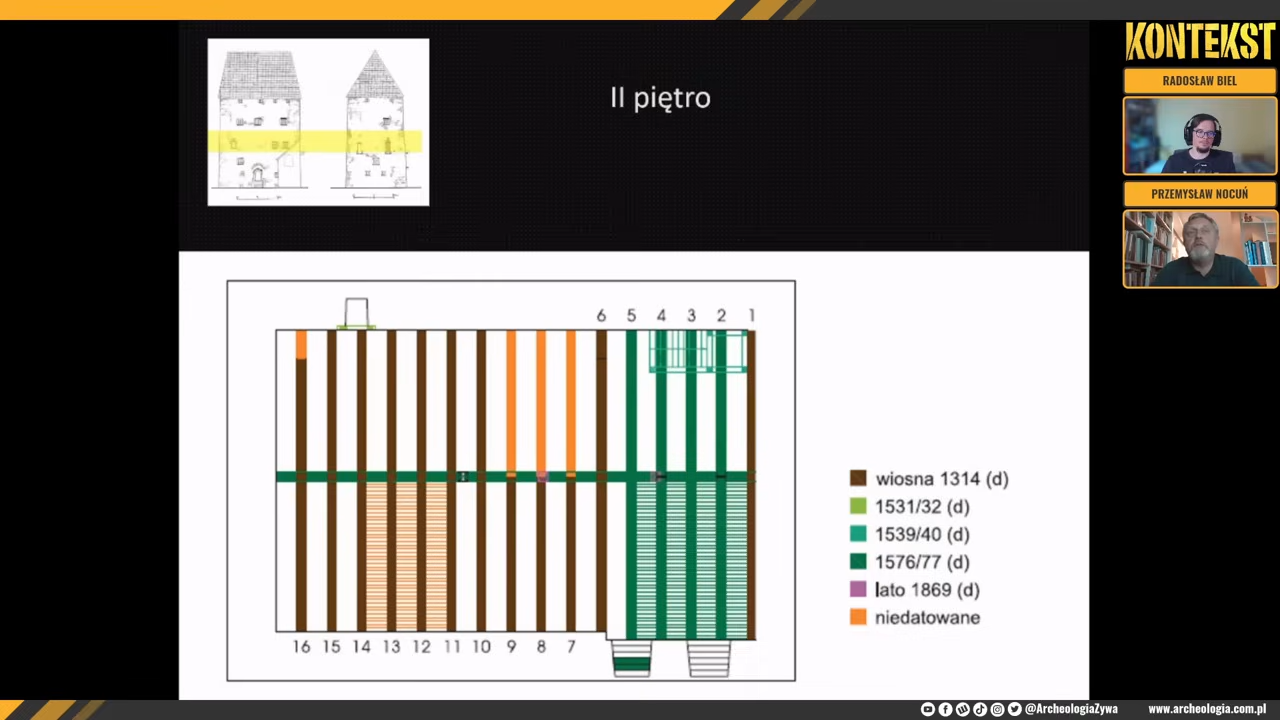 KONTEKST
RADOSŁAW BIEL
PRZEMYSŁAW NOCUŃ
II piętro
6 5 4 3 2 1
16 15 14 13 12 11 10 9 8 7
wiosna 1314 (d)
1531/32 (d)
1539/40 (d)
1576/77 (d)
lato 1869 (d)
niedatowane
@ArcheologiaZywa www.archeologia.com.pl